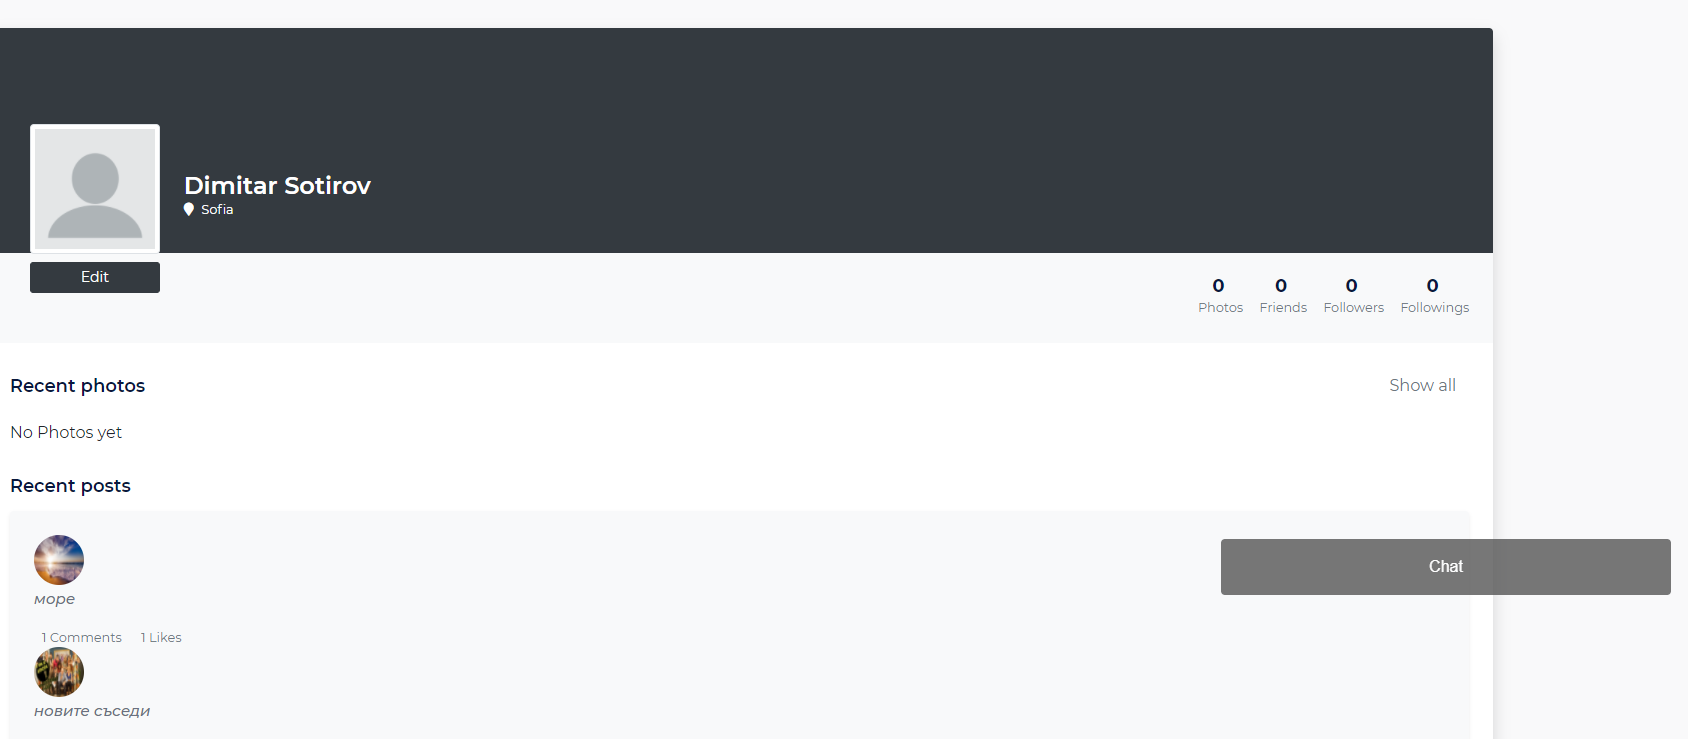 Dimitar Sotirov
Sofia
Edit
0 0 0 0
Photos Friends Followers Followings
Recent photos Show all
No Photos yet
Recent posts
Chat
море
1 Comments 1 Likes
новите съседи